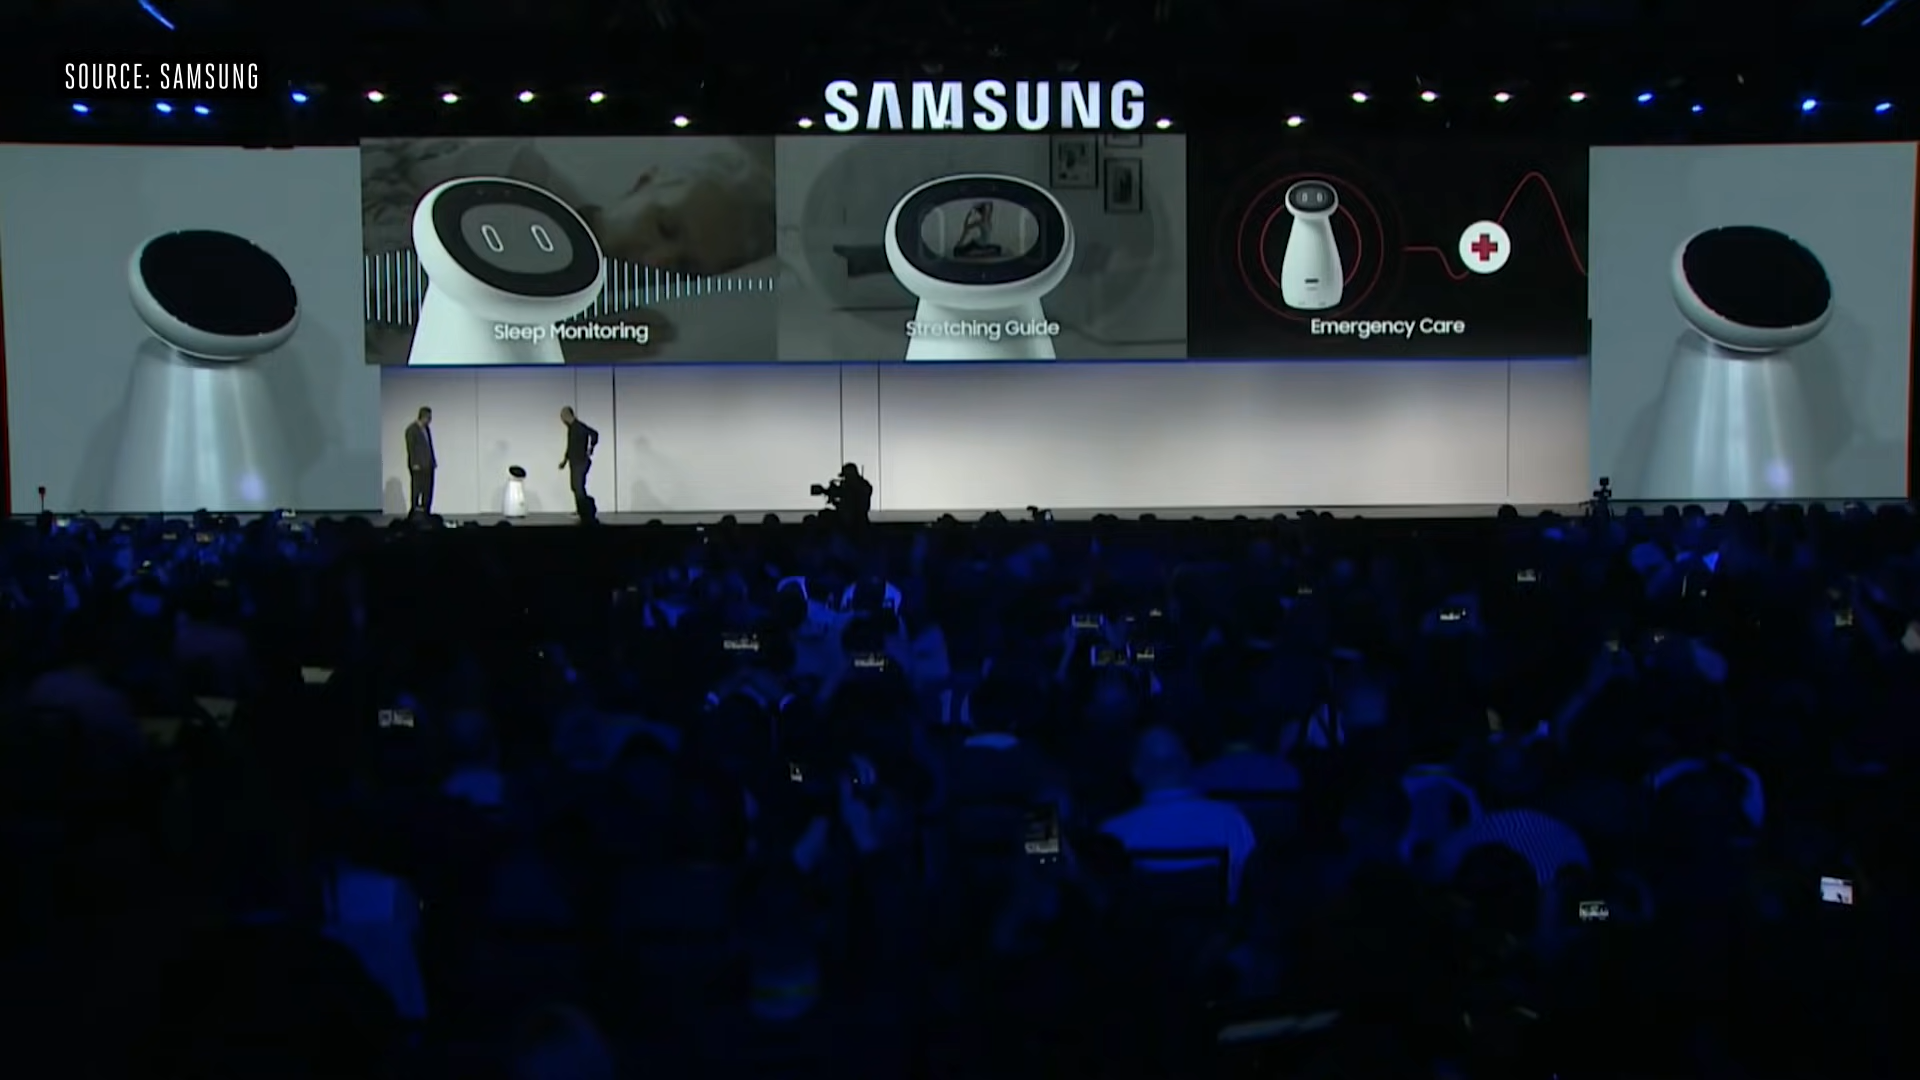 SOURCE: SAMSUNG
SAMSUNG
Sleep Monitoring
Stretching Guide
Emergency Care